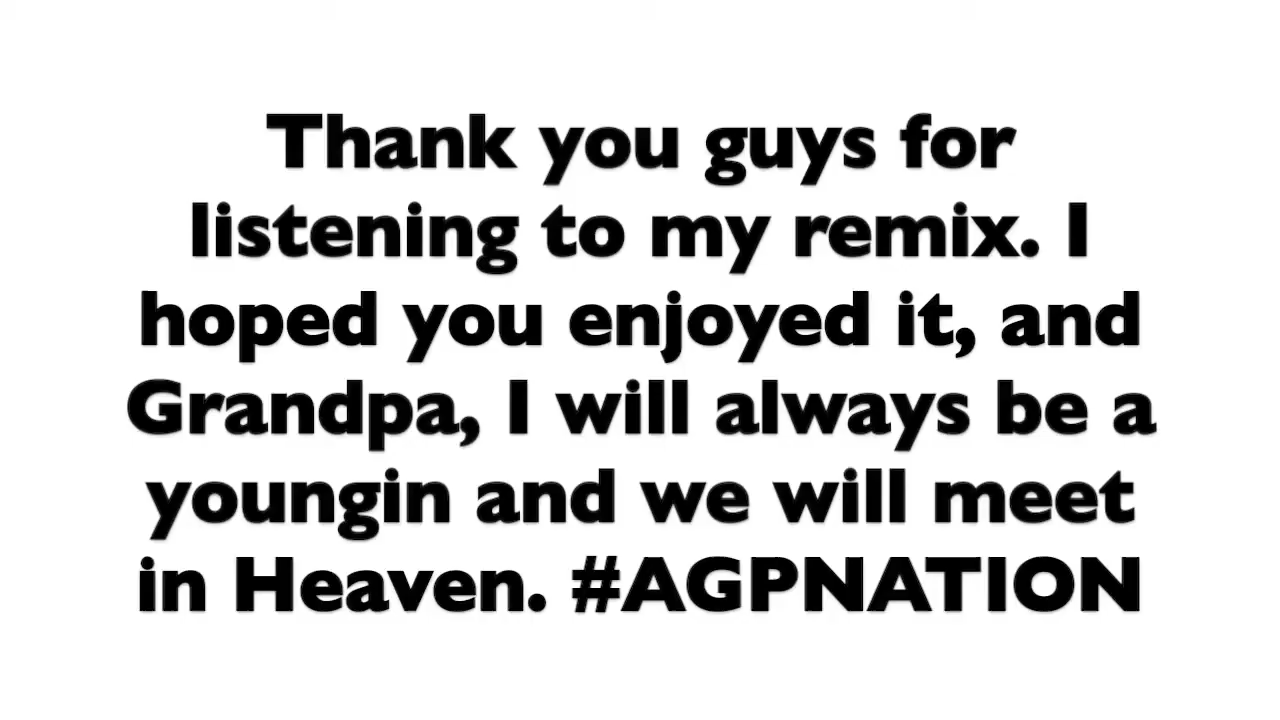 Thank you guys for
listening to my remix. I
hoped you enjoyed it, and
Grandpa, I will always be a
youngin and we will meet
in Heaven. #AGPNATION